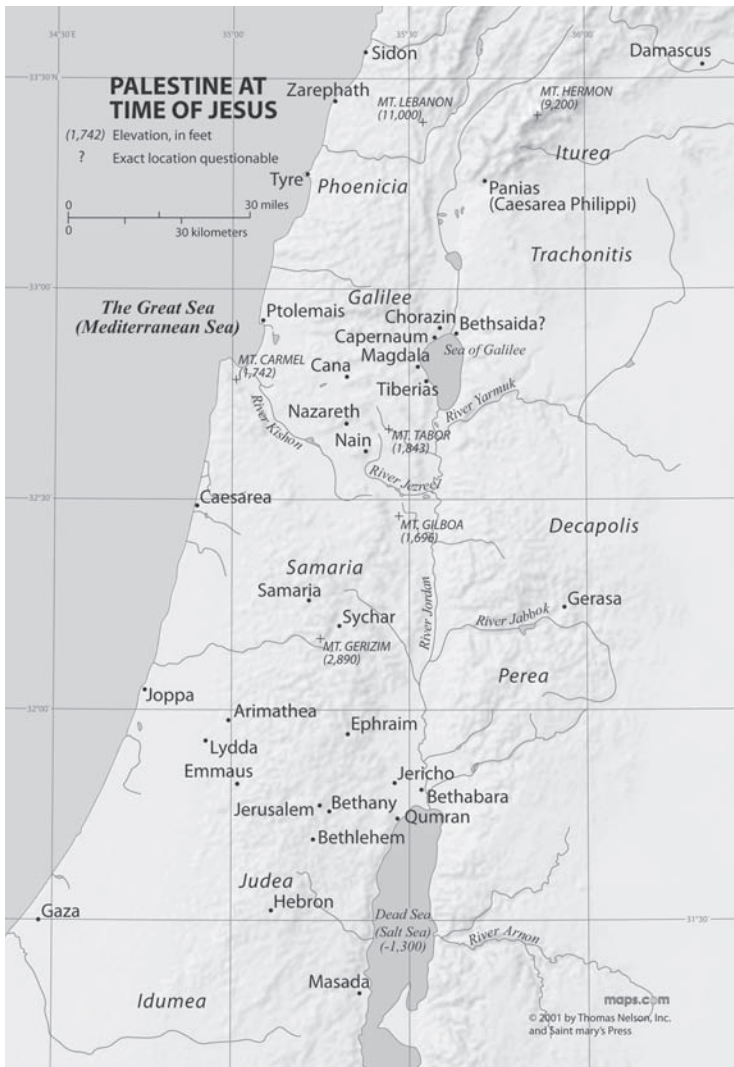 34°30'E
35°00'
35°30'
36°00'
Sidon
Damascus
33°30'N
PALESTINE AT
TIME OF JESUS
(1,742) Elevation, in feet
? Exact location questionable
Zarephath
MT. LEBANON
(11,000)
MT. HERMON
(9,200)
Iturea
Tyre
Phoenicia
Panias
(Caesarea Philippi)
0 30 miles
0 30 kilometers
Trachonitis
33°00'
The Great Sea
(Mediterranean Sea)
Galilee
Ptolemais
Chorazin
Bethsaida?
Capernaum
Magdala
Sea of Galilee
MT. CARMEL
(1,742)
Cana
Tiberias
River Yarmuk
Nazareth
River Kishon
MT. TABOR
(1,843)
Nain
River Jezreel
32°30'
Caesarea
MT. GILBOA
(1,696)
Decapolis
Samaria
Samaria
Gerasa
Sychar
River Jordan
River Jabbok
MT. GERIZIM
(2,890)
Perea
Joppa
32°00'
Arimathea
Ephraim
Lydda
Emmaus
Jericho
Bethabara
Jerusalem
Bethany
Qumran
Bethlehem
Judea
Hebron
Gaza
Dead Sea
(Salt Sea)
(-1,300)
31°30'
River Arnon
Masada
Idumea
maps.com
© 2001 by Thomas Nelson, Inc.
and Saint mary's Press